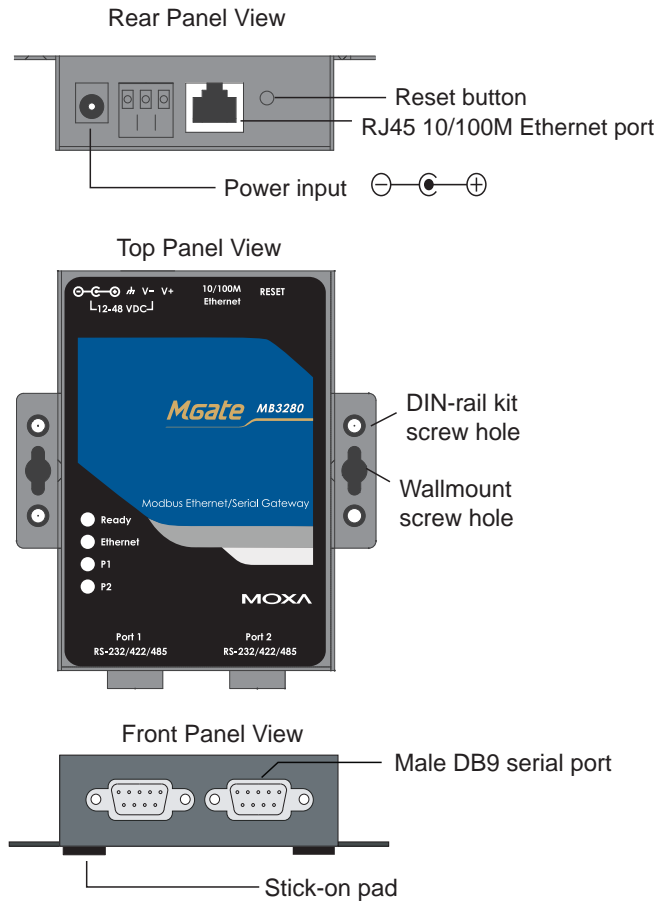 Rear Panel View
Reset button
RJ45 10/100M Ethernet port
Power input
Top Panel View
V- V+
12-48 VDC
10/100M
Ethernet
RESET
MGate MB3280
DIN-rail kit
screw hole
Wallmount
screw hole
Modbus Ethernet/Serial Gateway
Ready
Ethernet
P1
P2
MOXA
Port 1
RS-232/422/485
Port 2
RS-232/422/485
Front Panel View
Male DB9 serial port
Stick-on pad